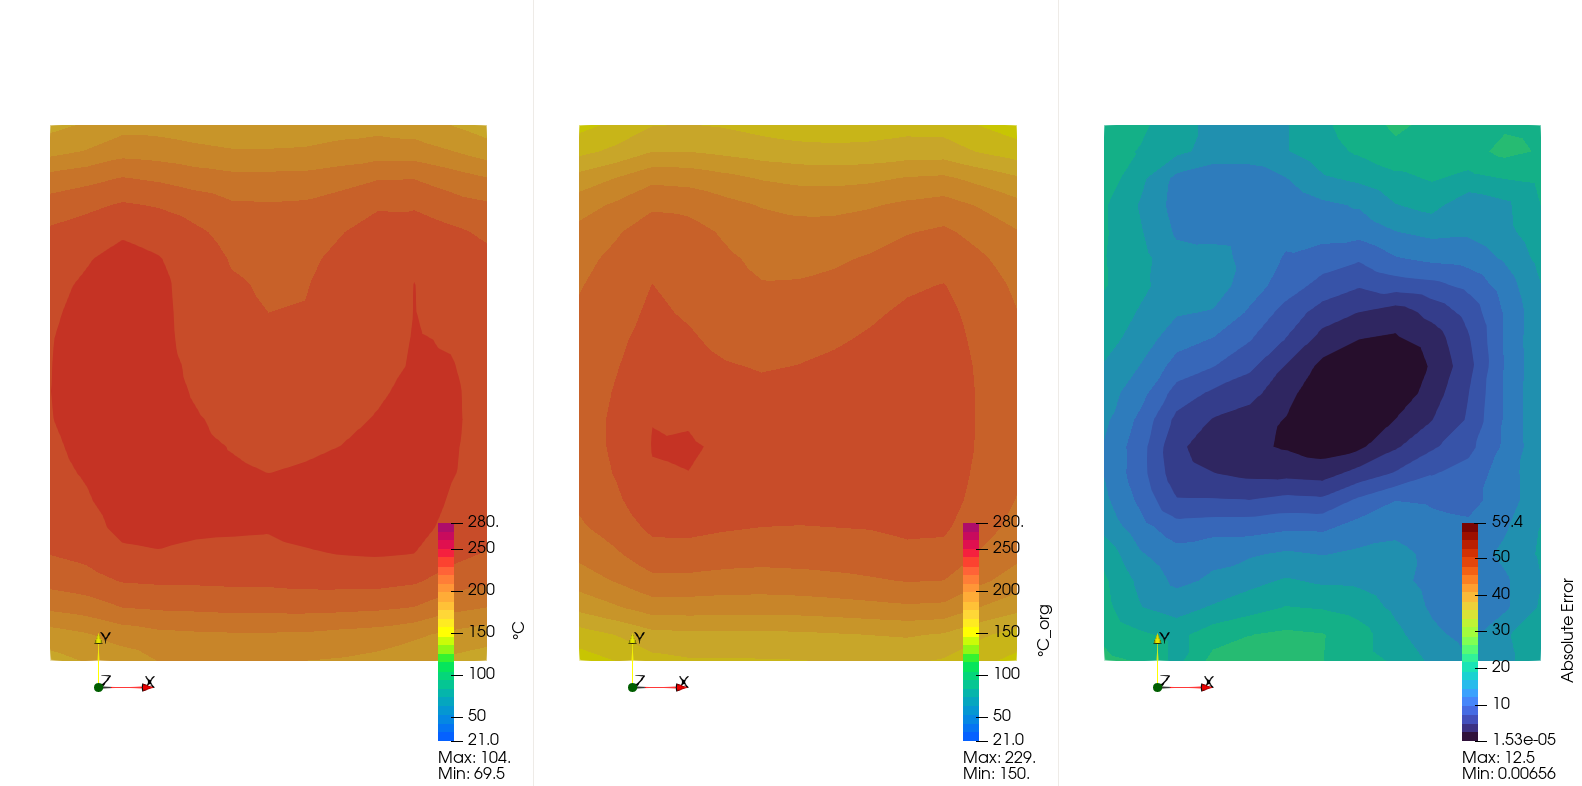 280.
250
200
150
100
50
21.0
°C
Max: 104.
Min: 69.5
Y
Z
X
280.
250
200
150
100
50
21.0
°C_org
Max: 229.
Min: 150.
Y
Z
X
59.4
50
40
30
20
10
1.53e-05
Absolute Error
Max: 12.5
Min: 0.00656
Y
Z
X